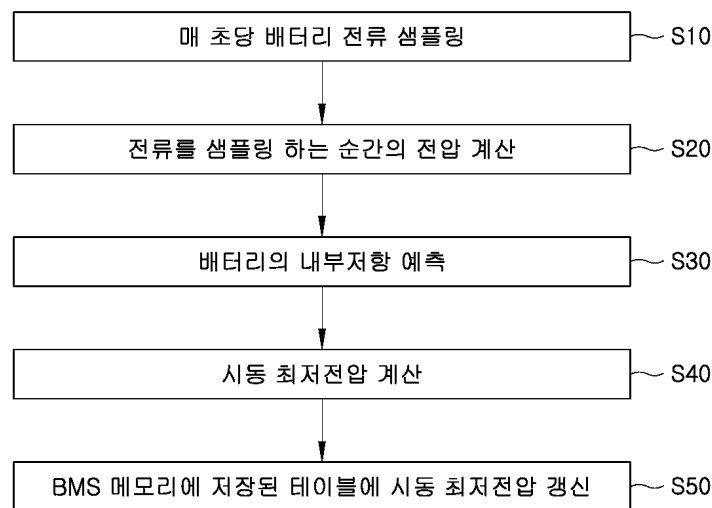 매 초당 배터리 전류 샘플링 S10
전류를 샘플링 하는 순간의 전압 계산 S20
배터리의 내부저항 예측 S30
시동 최저전압 계산 S40
BMS 메모리에 저장된 테이블에 시동 최저전압 갱신 S50